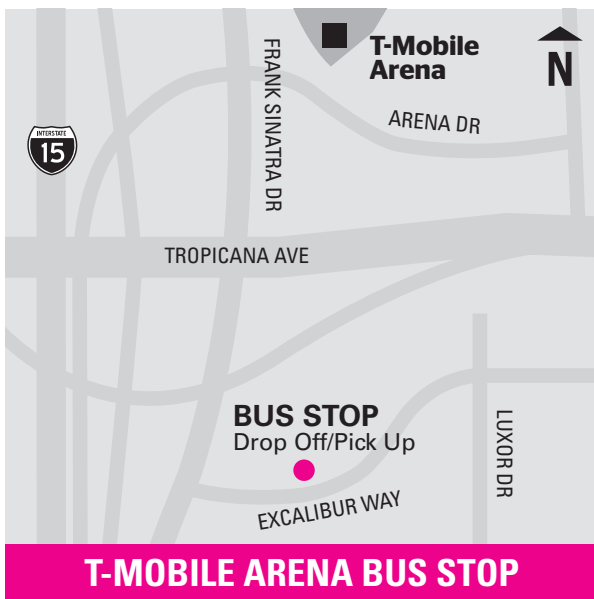 T-Mobile
Arena
N
FRANK SINATRA DR
ARENA DR
INTERSTATE
15
TROPICANA AVE
BUS STOP
Drop Off/Pick Up
LUXOR DR
EXCALIBUR WAY
T-MOBILE ARENA BUS STOP